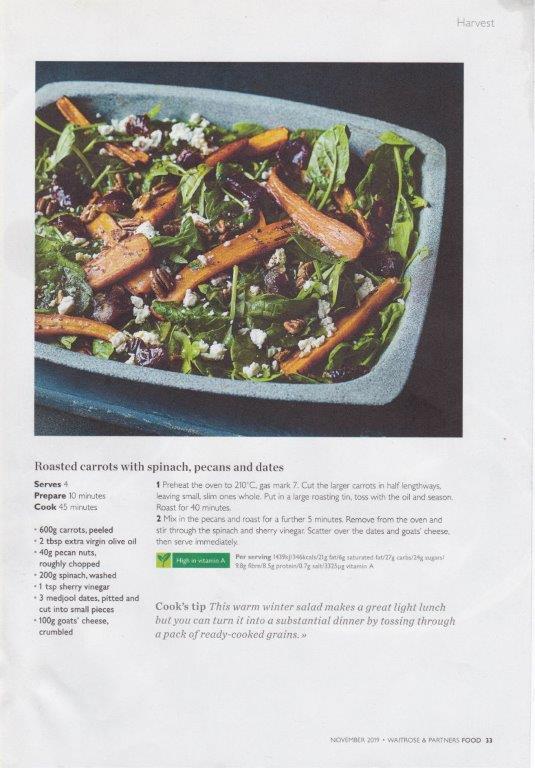 Harvest
Roasted carrots with spinach, pecans and dates
Serves 4
Prepare 10 minutes
Cook 45 minutes
• 600g carrots, peeled
• 2 tbsp extra virgin olive oil
• 40g pecan nuts,
roughly chopped
• 200g spinach, washed
• 1 tsp sherry vinegar
• 3 medjool dates, pitted and
cut into small pieces
• 100g goats' cheese,
crumbled
1 Preheat the oven to 210°C, gas mark 7. Cut the larger carrots in half lengthways,
leaving small, slim ones whole. Put in a large roasting tin, toss with the oil and season.
Roast for 40 minutes.
2 Mix in the pecans and roast for a further 5 minutes. Remove from the oven and
stir through the spinach and sherry vinegar. Scatter over the dates and goats' cheese,
then serve immediately.
High in vitamin A
Per serving 1439kJ/346kcals/21g fat/6g saturated fat/27g carbs/24g sugars/
9.8g fibre/8.5g protein/0.7g salt/3325µg vitamin A
Cook's tip This warm winter salad makes a great light lunch
but you can turn it into a substantial dinner by tossing through
a pack of ready-cooked grains. »
NOVEMBER 2019 • WAITROSE & PARTNERS FOOD 33